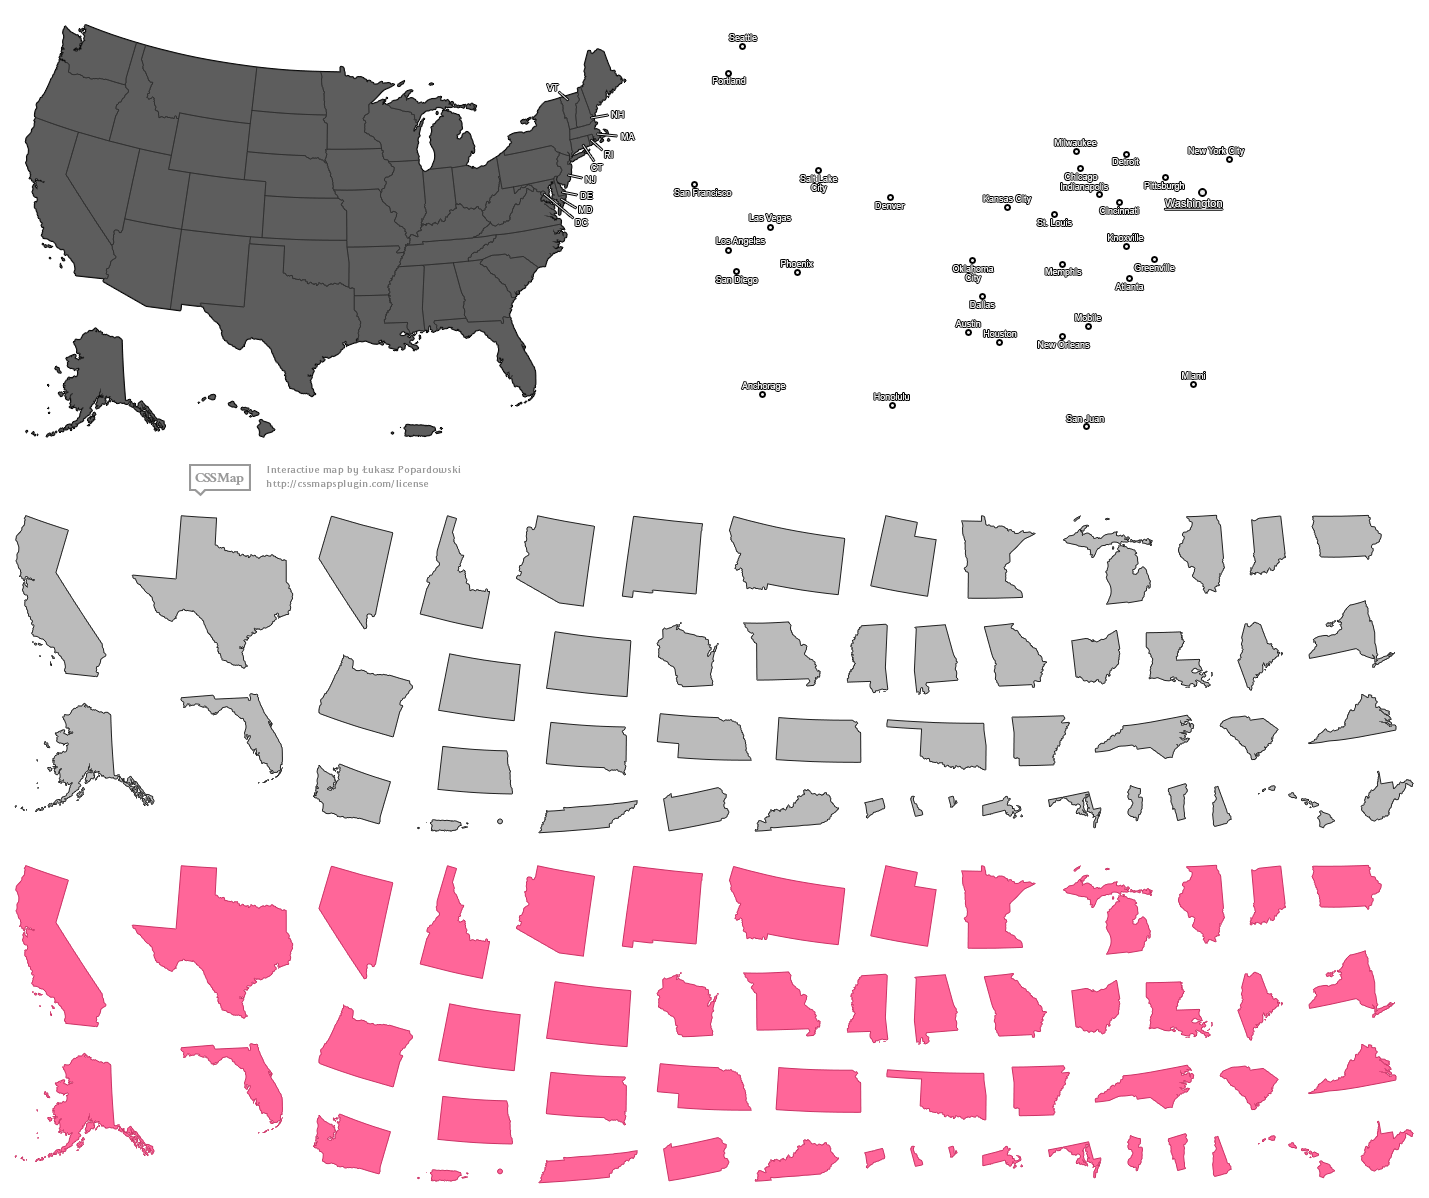 VT
NH
MA
RI
CT
NJ
DE
MD
DC
Seattle
Portland
Milwaukee
Detroit
New York City
Chicago
Salt Lake
City
San Francisco
Indianapolis
Pittsburgh
Denver
Kansas City
Cincinnati
Washington
Las Vegas
St. Louis
Los Angeles
Knoxville
San Diego
Phoenix
Oklahoma
City
Memphis
Greenville
Atlanta
Dallas
Austin
Houston
Mobile
New Orleans
Miami
Anchorage
Honolulu
San Juan
CSSMap
Interactive map by Łukasz Popardowski
http://cssmapsplugin.com/license